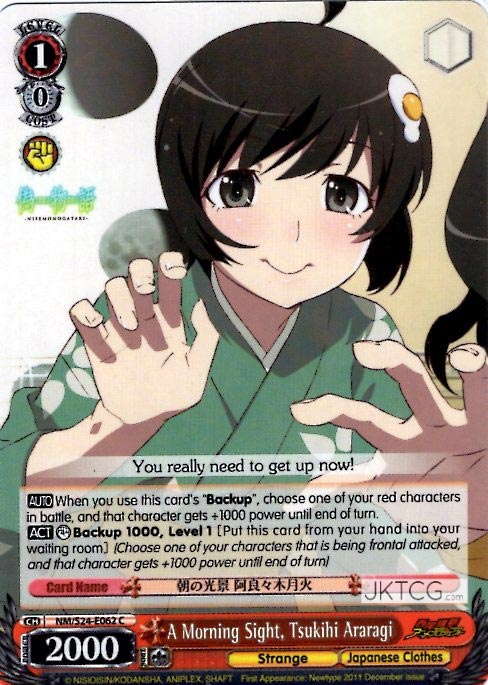 LEVEL
1
0
COST
偽物語
-NISEMONOGATARI-
You really need to get up now!
AUTO When you use this card's "Backup", choose one of your red characters
in battle, and that character gets +1000 power until end of turn.
ACT Backup 1000, Level 1 [Put this card from your hand into your
waiting room] (Choose one of your characters that is being frontal attacked,
and that character gets +1000 power until end of turn)
Card Name 朝の光景 阿良々木月火
JKTCG.com
CH NM/S24-E062 C
POWER 2000 SOUL
A Morning Sight, Tsukihi Araragi
Strange Japanese Clothes
© NISIOISIN/KODANSHA, ANIPLEX, SHAFT First Appearance: Newtype 2011 December issue